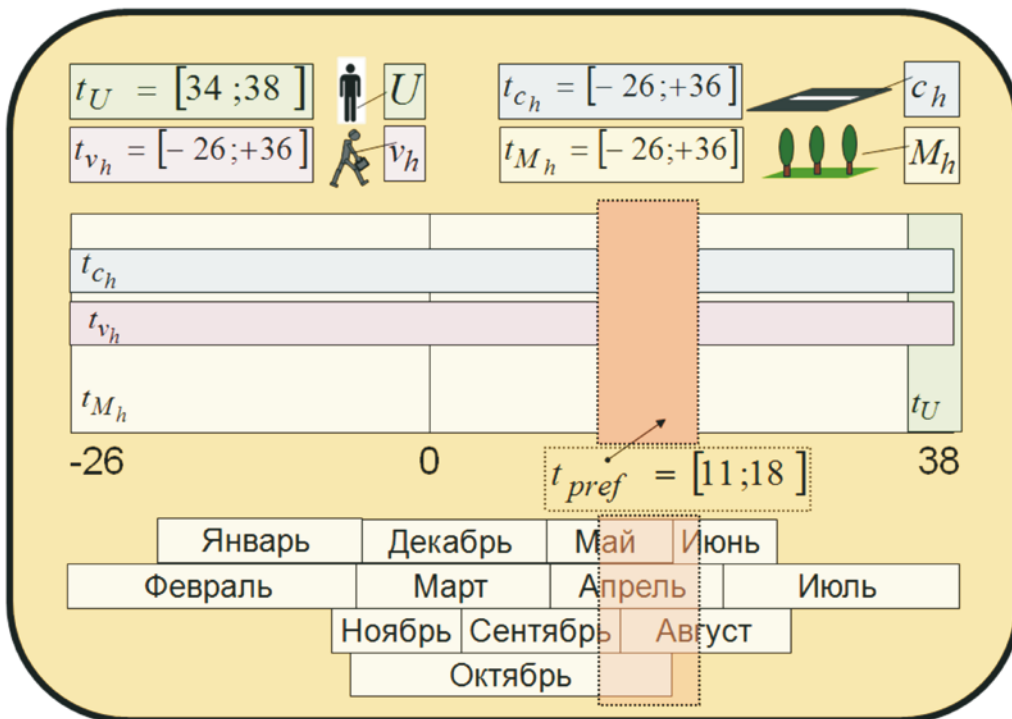 t_U = [34 ;38 ] U t_{c_h} = [- 26;+36] c_h
t_{v_h} = [- 26;+36] v_h t_{M_h} = [- 26;+36] M_h
t_{c_h}
t_{v_h}
t_{M_h} t_U
-26 0 38
t_{pref} = [11 ;18 ]
Январь Декабрь Май Июнь
Февраль Март Апрель Июль
Ноябрь Сентябрь Август
Октябрь